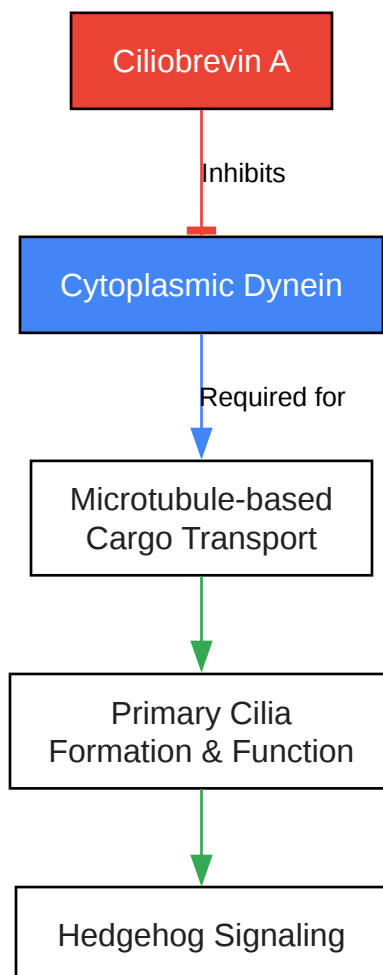 Ciliobrevin A
Inhibits
Cytoplasmic Dynein
Required for
Microtubule-based
Cargo Transport
Primary Cilia
Formation & Function
Hedgehog Signaling